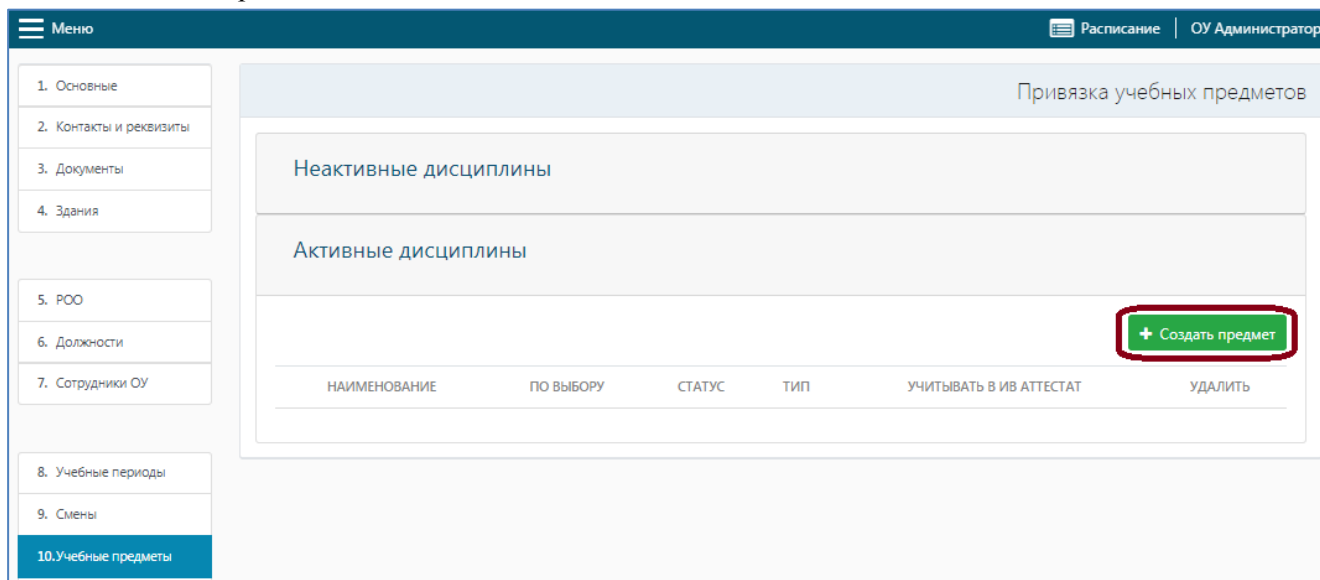 Меню
Расписание
ОУ Администратор
1. Основные
2. Контакты и реквизиты
3. Документы
4. Здания
5. РОО
6. Должности
7. Сотрудники ОУ
8. Учебные периоды
9. Смены
10.Учебные предметы
Привязка учебных предметов
Неактивные дисциплины
Активные дисциплины
+ Создать предмет
НАИМЕНОВАНИЕ ПО ВЫБОРУ СТАТУС ТИП УЧИТЫВАТЬ В ИВ АТТЕСТАТ УДАЛИТЬ